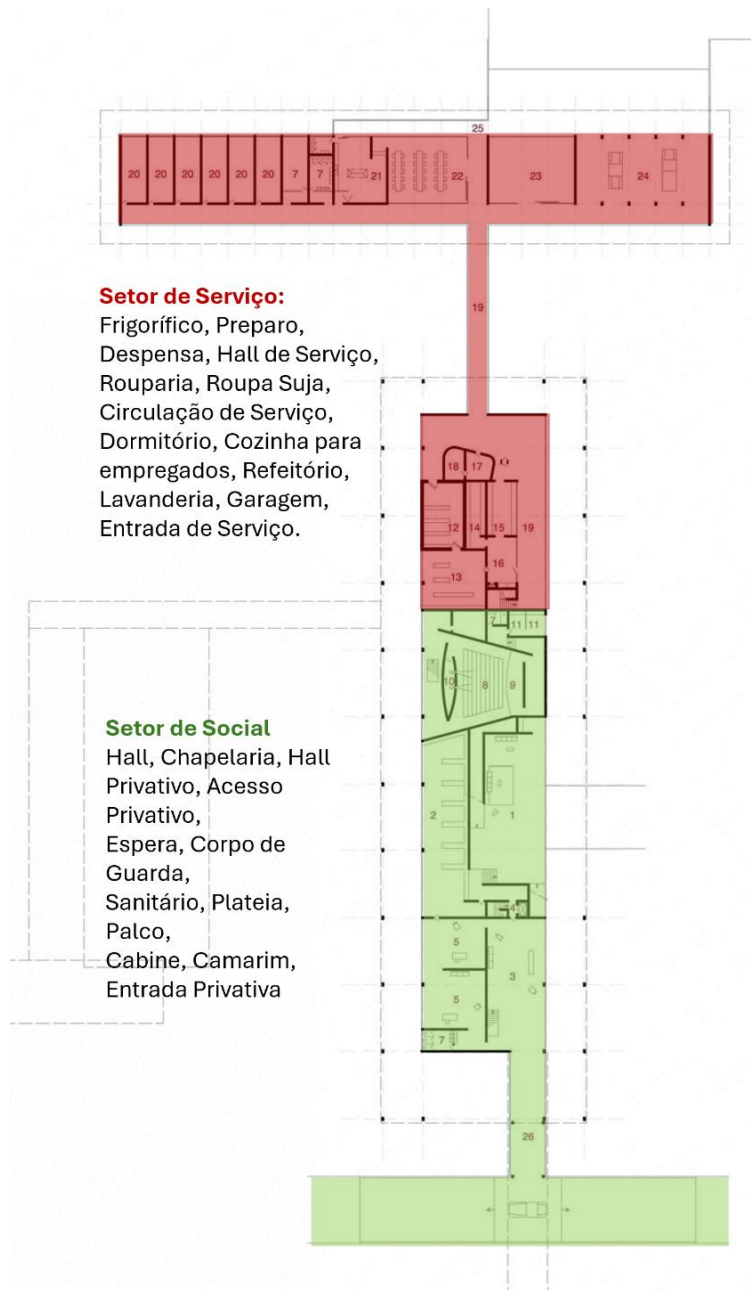 25
20 20 20 20 20 20 7 7 21 22 23 24
19
Setor de Serviço:
Frigorífico, Preparo,
Despensa, Hall de Serviço,
Rouparia, Roupa Suja,
Circulação de Serviço,
Dormitório, Cozinha para
empregados, Refeitório,
Lavanderia, Garagem,
Entrada de Serviço.
18 17
12 14 15 19
16
13
7 11 11
10 8 9
Setor de Social
Hall, Chapelaria, Hall
Privativo, Acesso
Privativo,
Espera, Corpo de
Guarda,
Sanitário, Plateia,
Palco,
Cabine, Camarim,
Entrada Privativa
2 1
4
5
3
5
7
26